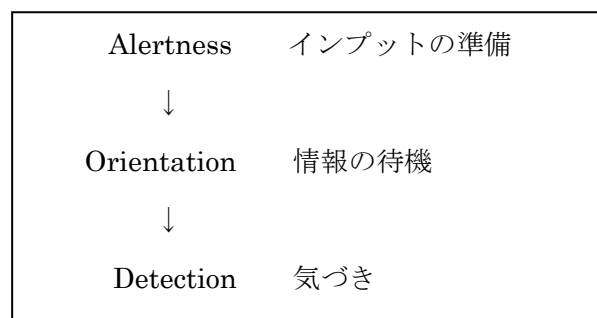 Alertness インプットの準備
↓
Orientation 情報の待機
↓
Detection 気づき